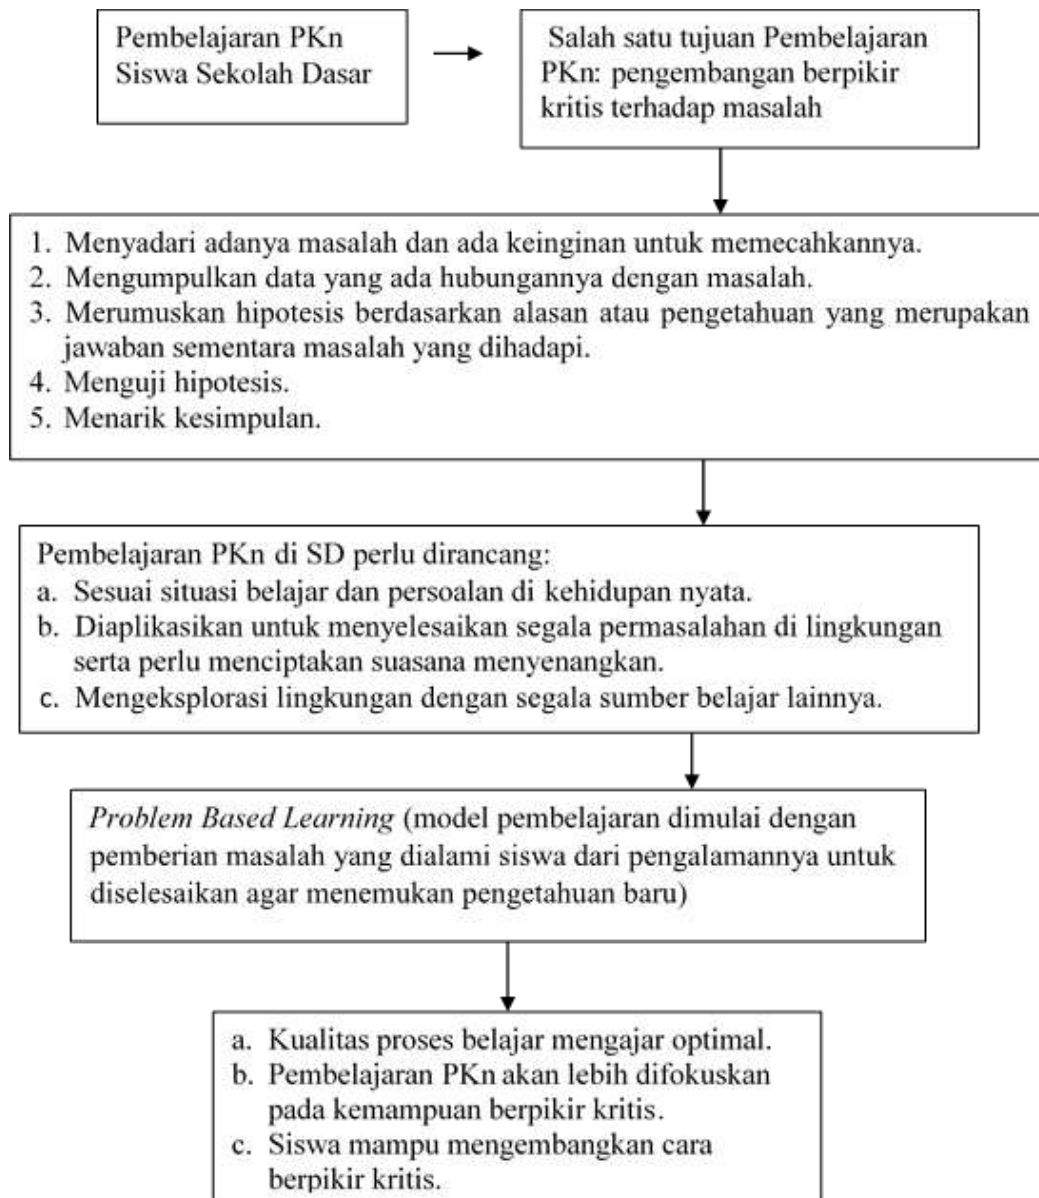 Pembelajaran PKn
Siswa Sekolah Dasar
Salah satu tujuan Pembelajaran
PKn: pengembangan berpikir
kritis terhadap masalah
1. Menyadari adanya masalah dan ada keinginan untuk memecahkannya.
2. Mengumpulkan data yang ada hubungannya dengan masalah.
3. Merumuskan hipotesis berdasarkan alasan atau pengetahuan yang merupakan
jawaban sementara masalah yang dihadapi.
4. Menguji hipotesis.
5. Menarik kesimpulan.
Pembelajaran PKn di SD perlu dirancang:
a. Sesuai situasi belajar dan persoalan di kehidupan nyata.
b. Diaplikasikan untuk menyelesaikan segala permasalahan di lingkungan
serta perlu menciptakan suasana menyenangkan.
c. Mengeksplorasi lingkungan dengan segala sumber belajar lainnya.
Problem Based Learning (model pembelajaran dimulai dengan
pemberian masalah yang dialami siswa dari pengalamannya untuk
diselesaikan agar menemukan pengetahuan baru)
a. Kualitas proses belajar mengajar optimal.
b. Pembelajaran PKn akan lebih difokuskan
pada kemampuan berpikir kritis.
c. Siswa mampu mengembangkan cara
berpikir kritis.